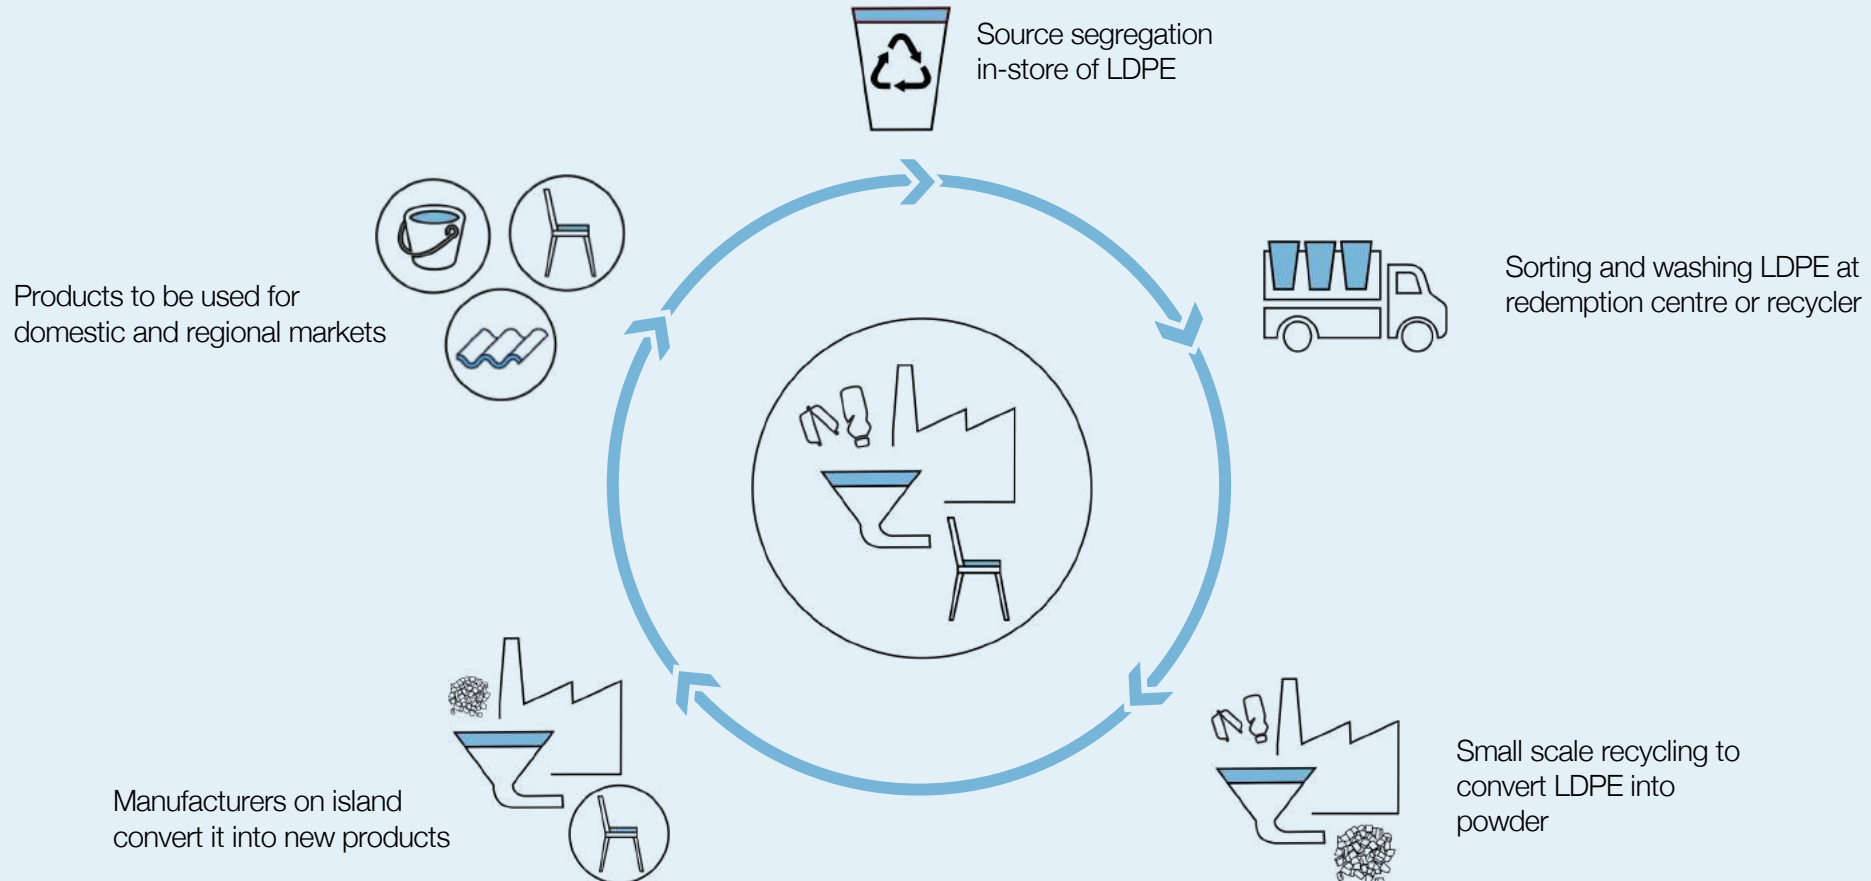 Source segregation
in-store of LDPE
Sorting and washing LDPE at
redemption centre or recycler
Small scale recycling to
convert LDPE into
powder
Manufacturers on island
convert it into new products
Products to be used for
domestic and regional markets